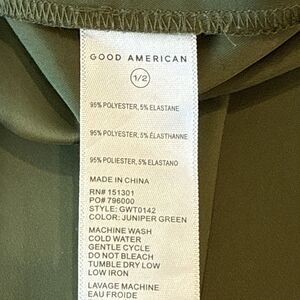 GOOD AMERICAN
1/2
95% POLYESTER, 5% ELASTANE
95% POLYESTER, 5% ÉLASTHANNE
95% POLIESTER, 5% ELASTANO
MADE IN CHINA
RN# 151301
PO# 796000
STYLE: GWT0142
COLOR: JUNIPER GREEN
MACHINE WASH
COLD WATER
GENTLE CYCLE
DO NOT BLEACH
TUMBLE DRY LOW
LOW IRON
LAVAGE MACHINE
EAU FROIDE